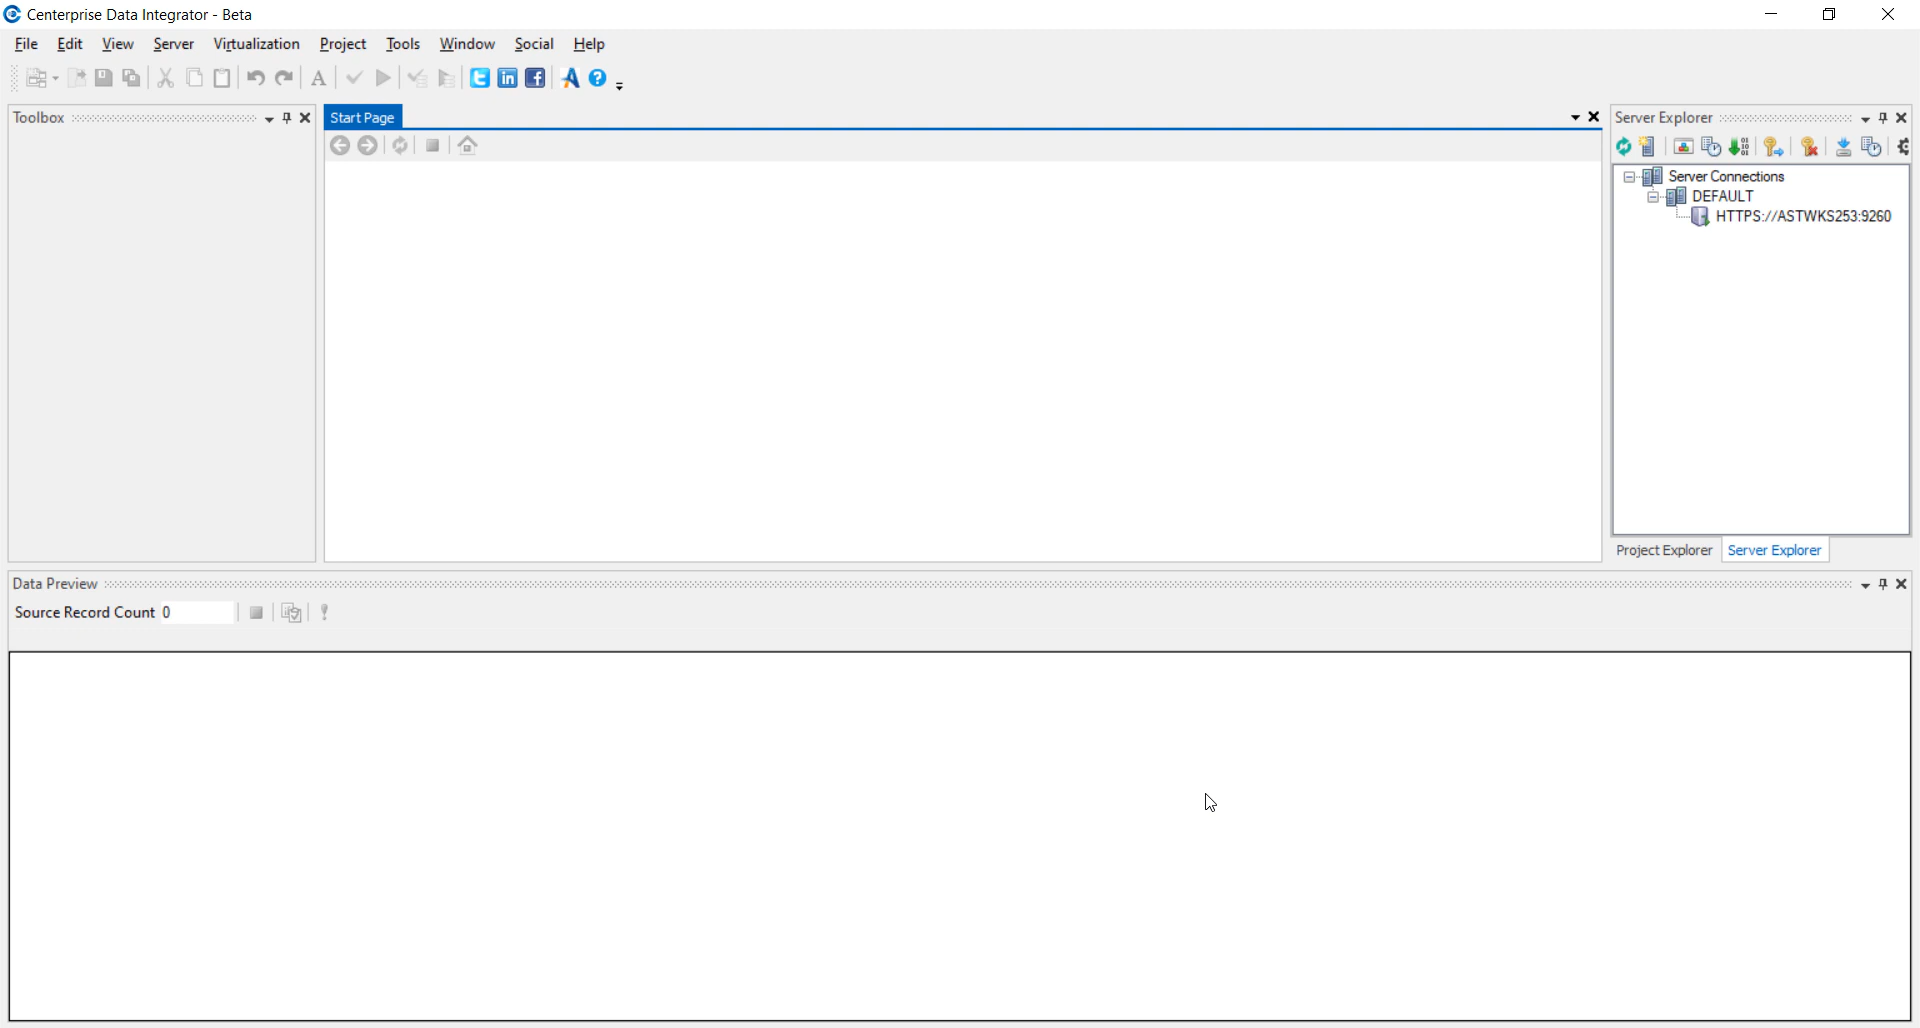 Centerprise Data Integrator - Beta
File Edit View Server Virtualization Project Tools Window Social Help
Toolbox
Start Page
Server Explorer
Server Connections
DEFAULT
HTTPS://ASTWKS253:9260
Project Explorer Server Explorer
Data Preview
Source Record Count 0